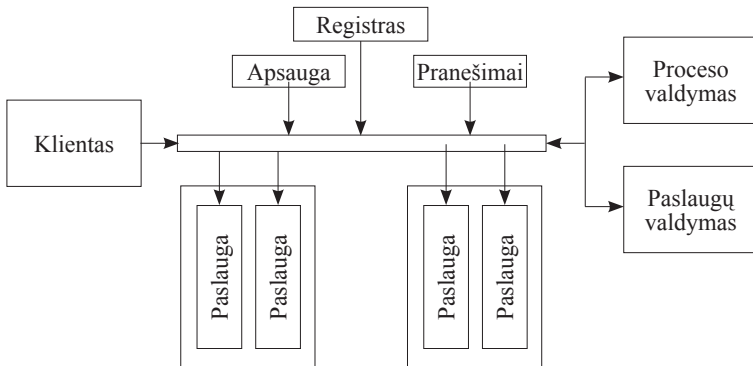 Registras
Apsauga
Pranešimai
Klientas
Proceso
valdymas
Paslaugų
valdymas
Paslauga
Paslauga
Paslauga
Paslauga